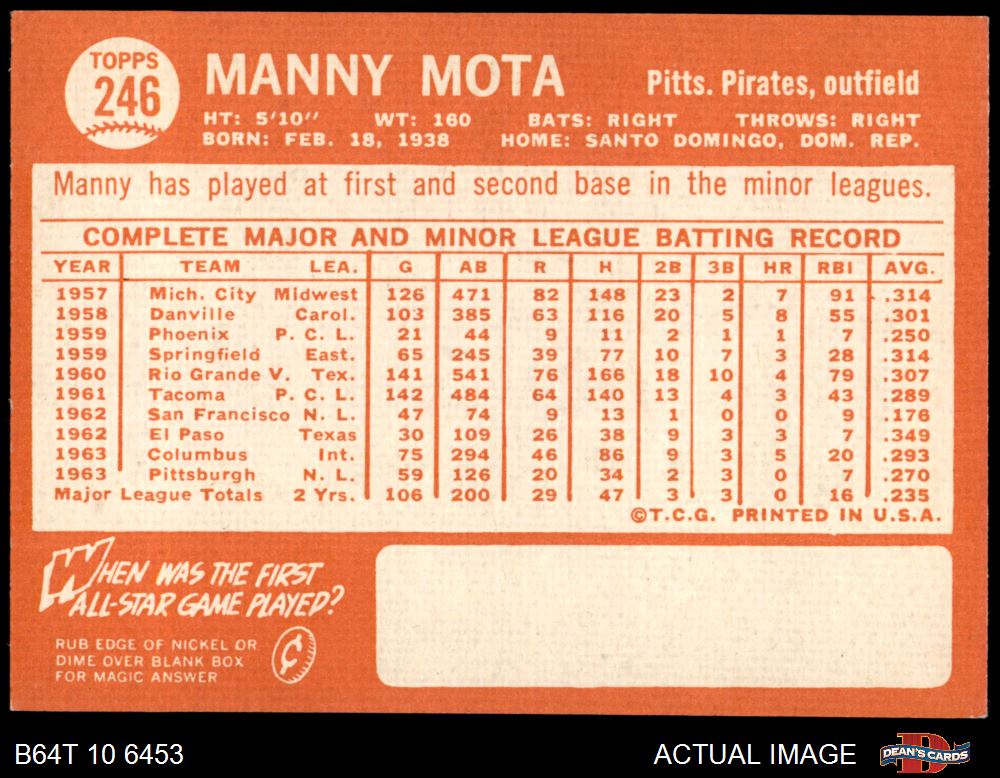 TOPPS
246
MANNY MOTA
Pitts. Pirates, outfield
HT: 5'10" WT: 160 BATS: RIGHT THROWS: RIGHT
BORN: FEB. 18, 1938 HOME: SANTO DOMINGO, DOM. REP.
Manny has played at first and second base in the minor leagues.
COMPLETE MAJOR AND MINOR LEAGUE BATTING RECORD
YEAR TEAM LEA. G AB R H 2B 3B HR RBI AVG.
1957 Mich. City Midwest 126 471 82 148 23 2 7 91 .314
1958 Danville Carol. 103 385 63 116 20 5 8 55 .301
1959 Phoenix P. C. L. 21 44 9 11 2 1 1 7 .250
1959 Springfield East. 65 245 39 77 10 7 3 28 .314
1960 Rio Grande V. Tex. 141 541 76 166 18 10 4 79 .307
1961 Tacoma P. C. L. 142 484 64 140 13 4 3 43 .289
1962 San Francisco N. L. 47 74 9 13 1 0 0 9 .176
1962 El Paso Texas 30 109 26 38 9 3 3 7 .349
1963 Columbus Int. 75 294 46 86 9 3 5 20 .293
1963 Pittsburgh N. L. 59 126 20 34 2 3 0 7 .270
Major League Totals 2 Yrs. 106 200 29 47 3 3 0 16 .235
©T.C.G. PRINTED IN U.S.A.
WHEN WAS THE FIRST
ALL-STAR GAME PLAYED?
RUB EDGE OF NICKEL OR
DIME OVER BLANK BOX
FOR MAGIC ANSWER
¢
B64T 10 6453
ACTUAL IMAGE
D
DEAN'S CARDS